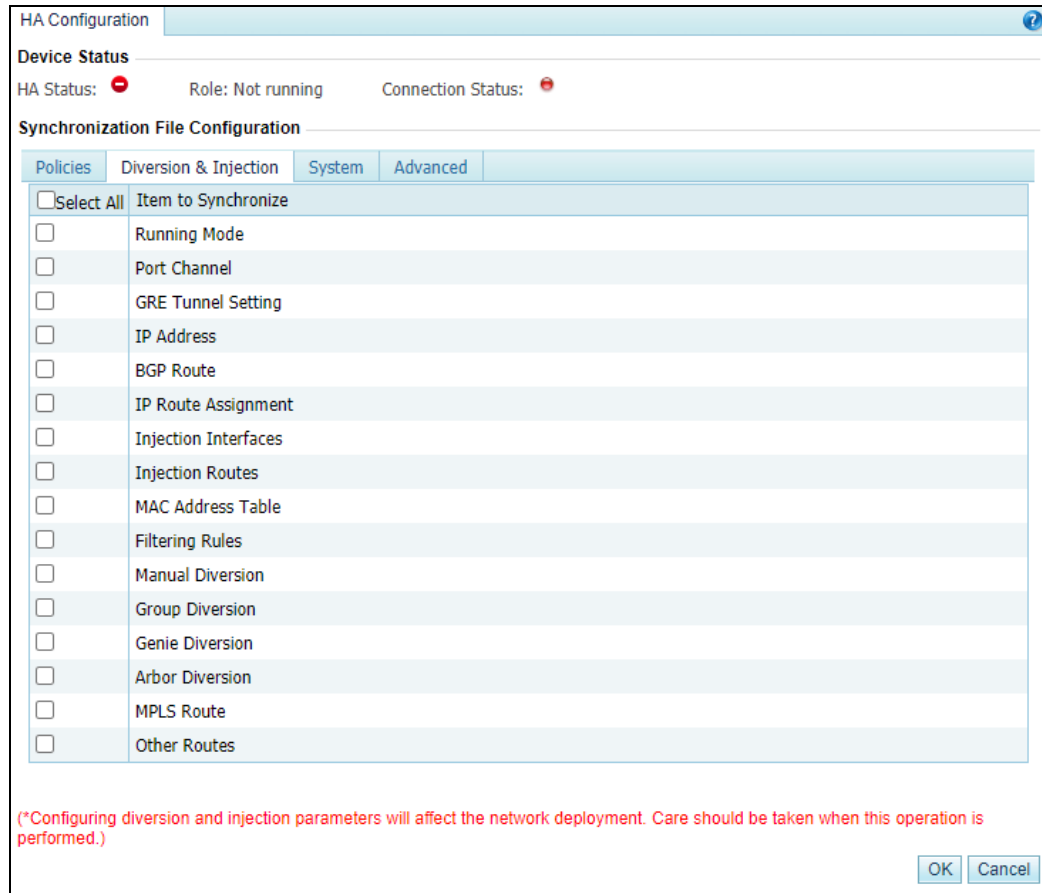 HA Configuration
Device Status
HA Status: Role: Not running Connection Status:
Synchronization File Configuration
Policies Diversion & Injection System Advanced
Select All Item to Synchronize
Running Mode
Port Channel
GRE Tunnel Setting
IP Address
BGP Route
IP Route Assignment
Injection Interfaces
Injection Routes
MAC Address Table
Filtering Rules
Manual Diversion
Group Diversion
Genie Diversion
Arbor Diversion
MPLS Route
Other Routes
(*Configuring diversion and injection parameters will affect the network deployment. Care should be taken when this operation is
performed.)
OK Cancel